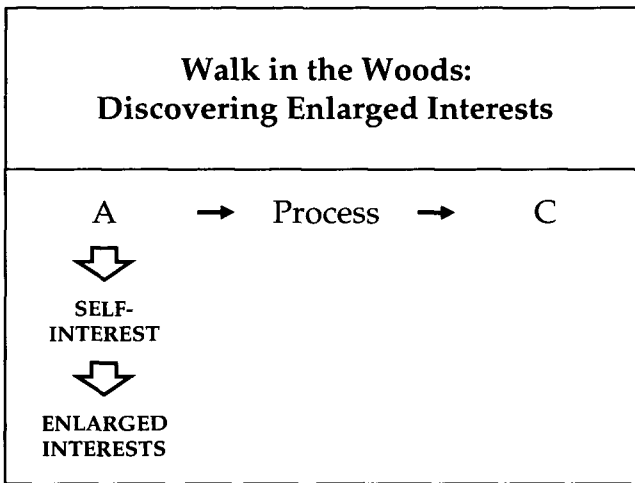 Walk in the Woods:
Discovering Enlarged Interests
A → Process → C
SELF-
INTEREST
ENLARGED
INTERESTS